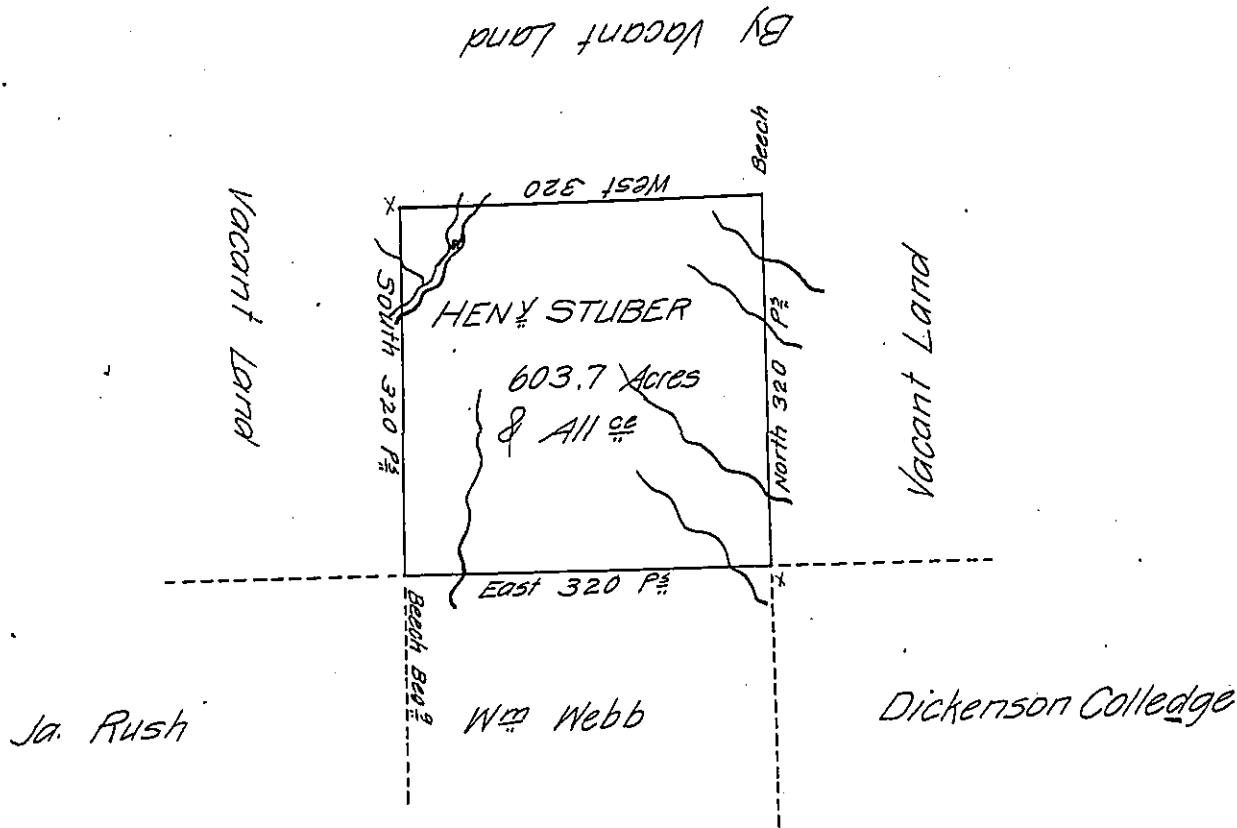 By Vacant Land
Beech
West 320
Vacant Land
South 320 Ps
HENY STUBER
603.7 Acres
& All ce
North 320 Ps
Vacant Land
East 320 Ps
Beech Beg
Ja. Rush
Wm Webb
Dickenson Colledge